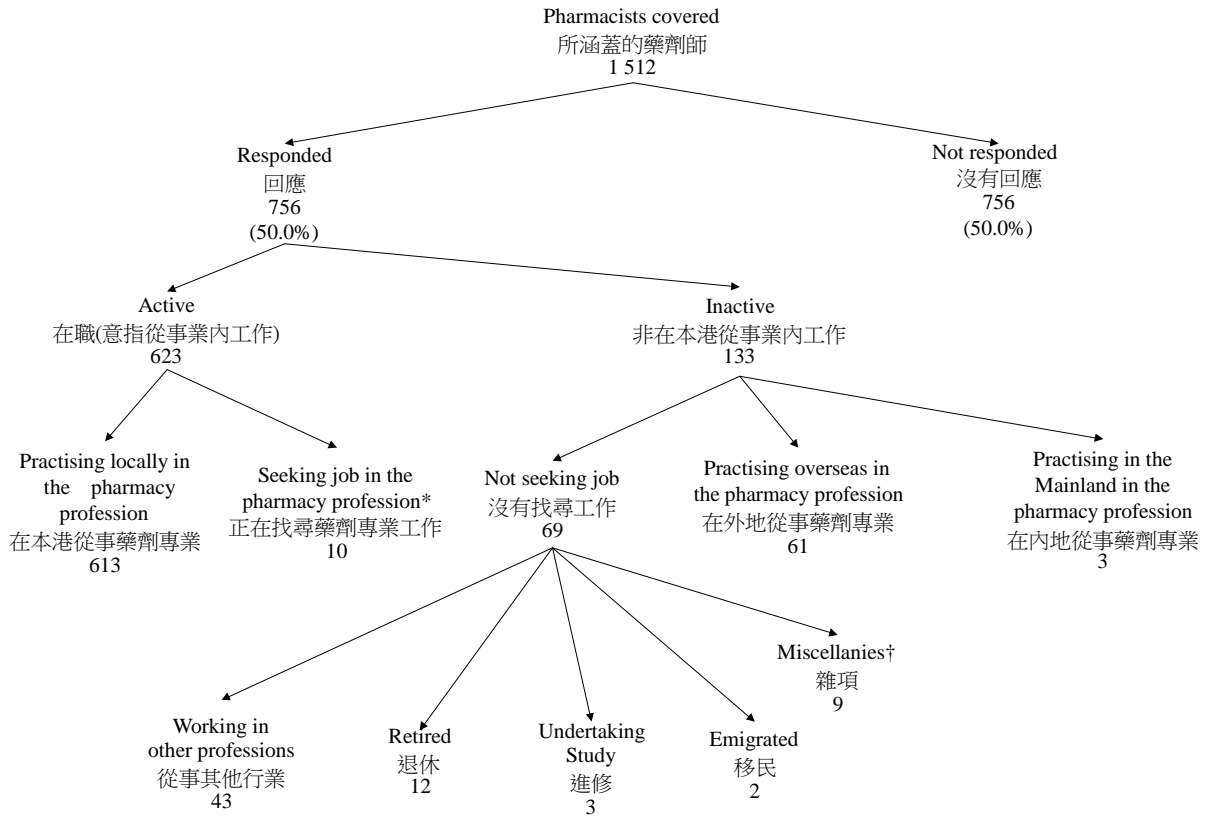 Pharmacists covered
所涵蓋的藥劑師
1 512
Responded
回應
756
(50.0%)
Not responded
沒有回應
756
(50.0%)
Active
在職(意指從事業內工作)
623
Inactive
非在本港從事業內工作
133
Practising locally in
the pharmacy
profession
在本港從事藥劑專業
613
Seeking job in the
pharmacy profession*
正在找尋藥劑專業工作
10
Not seeking job
沒有找尋工作
69
Practising overseas in
the pharmacy profession
在外地從事藥劑專業
61
Practising in the
Mainland in the
pharmacy profession
在內地從事藥劑專業
3
Working in
other professions
從事其他行業
43
Retired
退休
12
Undertaking
Study
進修
3
Emigrated
移民
2
Miscellanies†
雜項
9